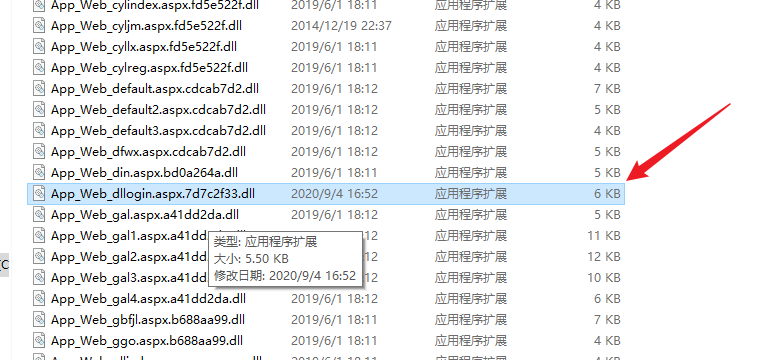 App_Web_cylindex.aspx.fd5e522f.dll 2019/6/1 18:11 应用程序扩展 4 KB
App_Web_cyljm.aspx.fd5e522f.dll 2014/12/19 22:37 应用程序扩展 4 KB
App_Web_cyllx.aspx.fd5e522f.dll 2019/6/1 18:11 应用程序扩展 4 KB
App_Web_cylreg.aspx.fd5e522f.dll 2019/6/1 18:11 应用程序扩展 4 KB
App_Web_default.aspx.cdcab7d2.dll 2019/6/1 18:12 应用程序扩展 7 KB
App_Web_default2.aspx.cdcab7d2.dll 2019/6/1 18:12 应用程序扩展 5 KB
App_Web_default3.aspx.cdcab7d2.dll 2019/6/1 18:12 应用程序扩展 4 KB
App_Web_dfwx.aspx.cdcab7d2.dll 2019/6/1 18:12 应用程序扩展 5 KB
App_Web_din.aspx.bd0a264a.dll 2019/6/1 18:11 应用程序扩展 5 KB
App_Web_dllogin.aspx.7d7c2f33.dll 2020/9/4 16:52 应用程序扩展 6 KB
App_Web_gal.aspx.a41dd2da.dll 2019/6/1 18:12 应用程序扩展 5 KB
App_Web_gal1.aspx.a41dd2 18:12 应用程序扩展 11 KB
App_Web_gal2.aspx.a41dd2 18:12 应用程序扩展 12 KB
App_Web_gal3.aspx.a41dd2 18:12 应用程序扩展 10 KB
类型: 应用程序扩展
大小: 5.50 KB
修改日期: 2020/9/4 16:52
App_Web_gal4.aspx.a41dd2da.dll 2019/6/1 18:12 应用程序扩展 6 KB
App_Web_gbfjl.aspx.b688aa99.dll 2019/6/1 18:11 应用程序扩展 7 KB
App_Web_ggo.aspx.b688aa99.dll 2019/6/1 18:11 应用程序扩展 4 KB